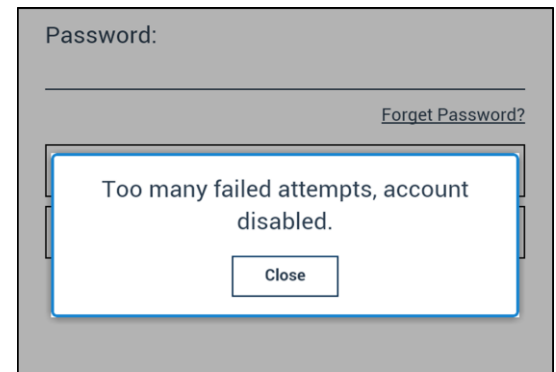 Password:
Forget Password?
Too many failed attempts, account
disabled.
Close